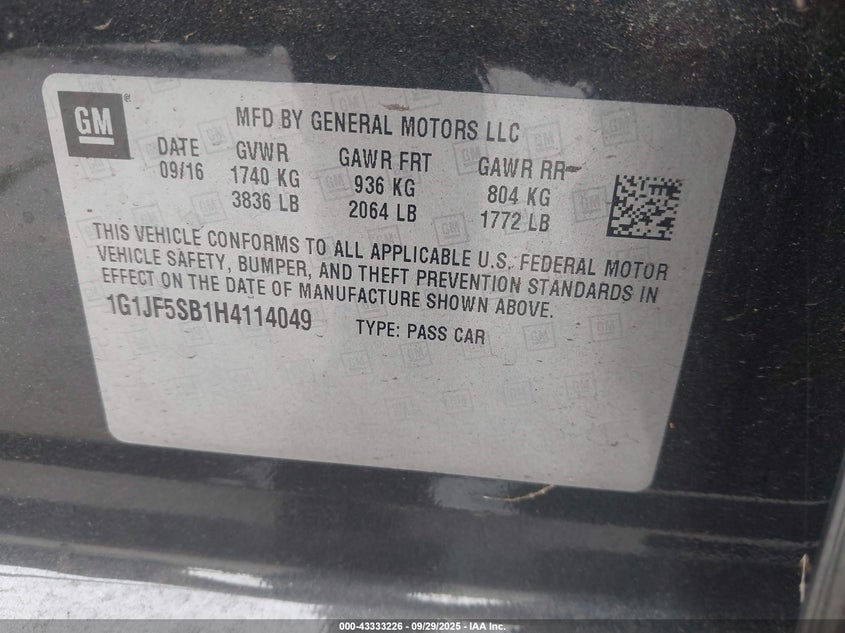 GM®
MFD BY GENERAL MOTORS LLC
DATE GVWR GAWR FRT GAWR RR
09/16 1740 KG 936 KG 804 KG
3836 LB 2064 LB 1772 LB
THIS VEHICLE CONFORMS TO ALL APPLICABLE U.S. FEDERAL MOTOR
VEHICLE SAFETY, BUMPER, AND THEFT PREVENTION STANDARDS IN
EFFECT ON THE DATE OF MANUFACTURE SHOWN ABOVE.
1G1JF5SB1H4114049 TYPE: PASS CAR
000-43333226 - 09/29/2025 - IAA Inc.